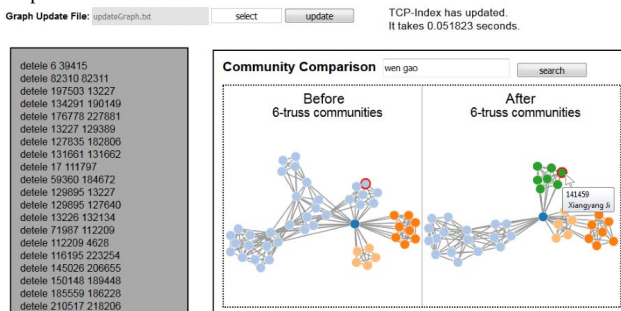 Graph Update File: updateGraph.txt select update
TCP-Index has updated.
It takes 0.051823 seconds.
detele 6 39415
detele 82310 82311
detele 197503 13227
detele 134291 190149
detele 176778 227881
detele 13227 129389
detele 127835 182806
detele 131661 131662
detele 17 111797
detele 59360 184672
detele 129895 13227
detele 129895 127640
detele 13226 132134
detele 71987 112209
detele 112209 4628
detele 116195 223254
detele 145026 206655
detele 150148 189448
detele 185559 186228
detele 210517 218206
Community Comparison wen gao search
Before
6-truss communities
After
6-truss communities
141459
Xiangyang Ji